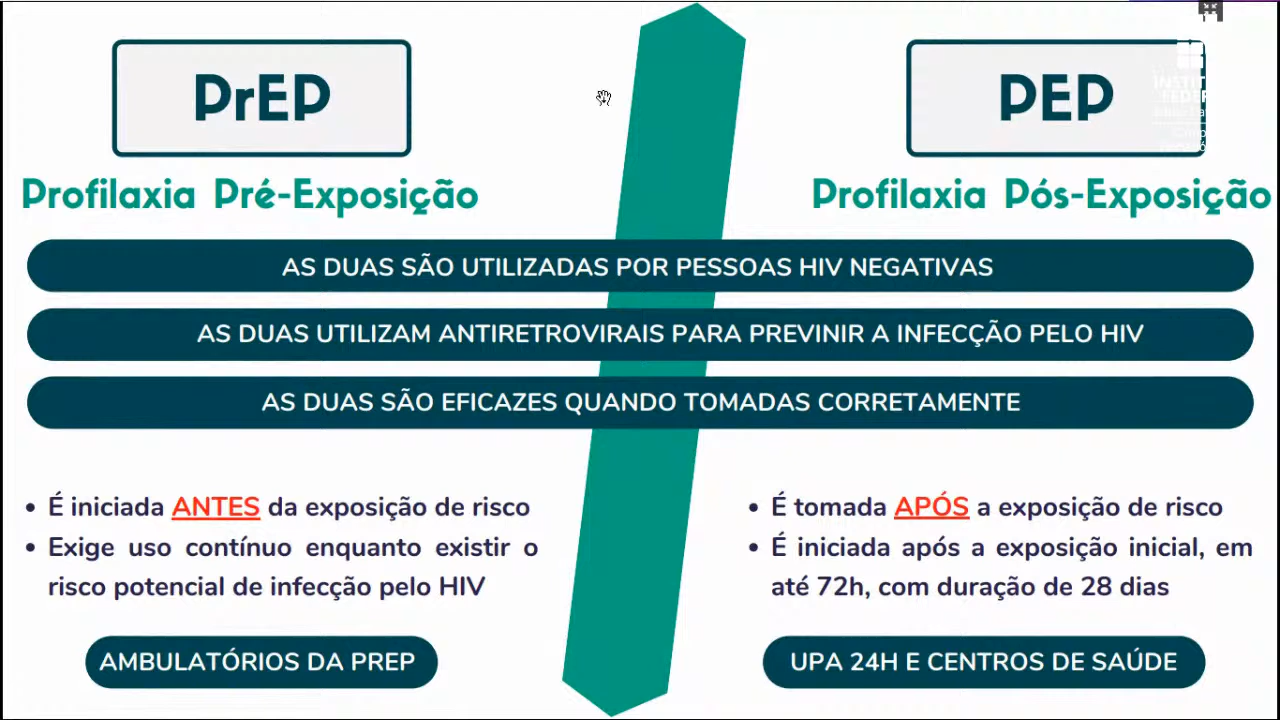 PrEP
Profilaxia Pré-Exposição
PEP
Profilaxia Pós-Exposição
AS DUAS SÃO UTILIZADAS POR PESSOAS HIV NEGATIVAS
AS DUAS UTILIZAM ANTIRETROVIRAIS PARA PREVINIR A INFECÇÃO PELO HIV
AS DUAS SÃO EFICAZES QUANDO TOMADAS CORRETAMENTE
• É iniciada ANTES da exposição de risco
• Exige uso contínuo enquanto existir o
risco potencial de infecção pelo HIV
AMBULATÓRIOS DA PREP
• É tomada APÓS a exposição de risco
• É iniciada após a exposição inicial, em
até 72h, com duração de 28 dias
UPA 24H E CENTROS DE SAÚDE